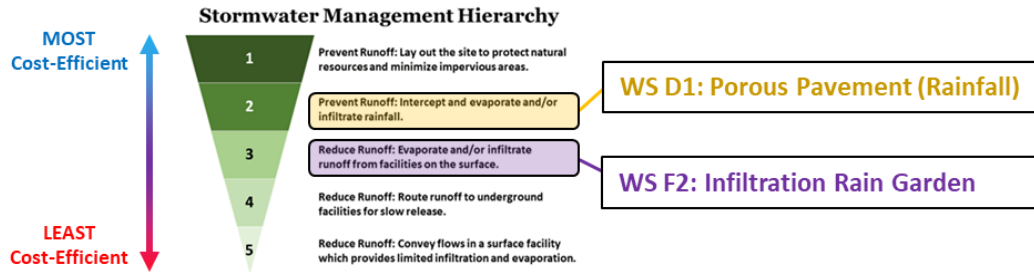 Stormwater Management Hierarchy
MOST
Cost-Efficient
1
Prevent Runoff: Lay out the site to protect natural
resources and minimize impervious areas.
2
Prevent Runoff: Intercept and evaporate and/or
infiltrate rainfall.
WS D1: Porous Pavement (Rainfall)
3
Reduce Runoff: Evaporate and/or infiltrate
runoff from facilities on the surface.
WS F2: Infiltration Rain Garden
4
Reduce Runoff: Route runoff to underground
facilities for slow release.
LEAST
Cost-Efficient
5
Reduce Runoff: Convey flows in a surface facility
which provides limited infiltration and evaporation.